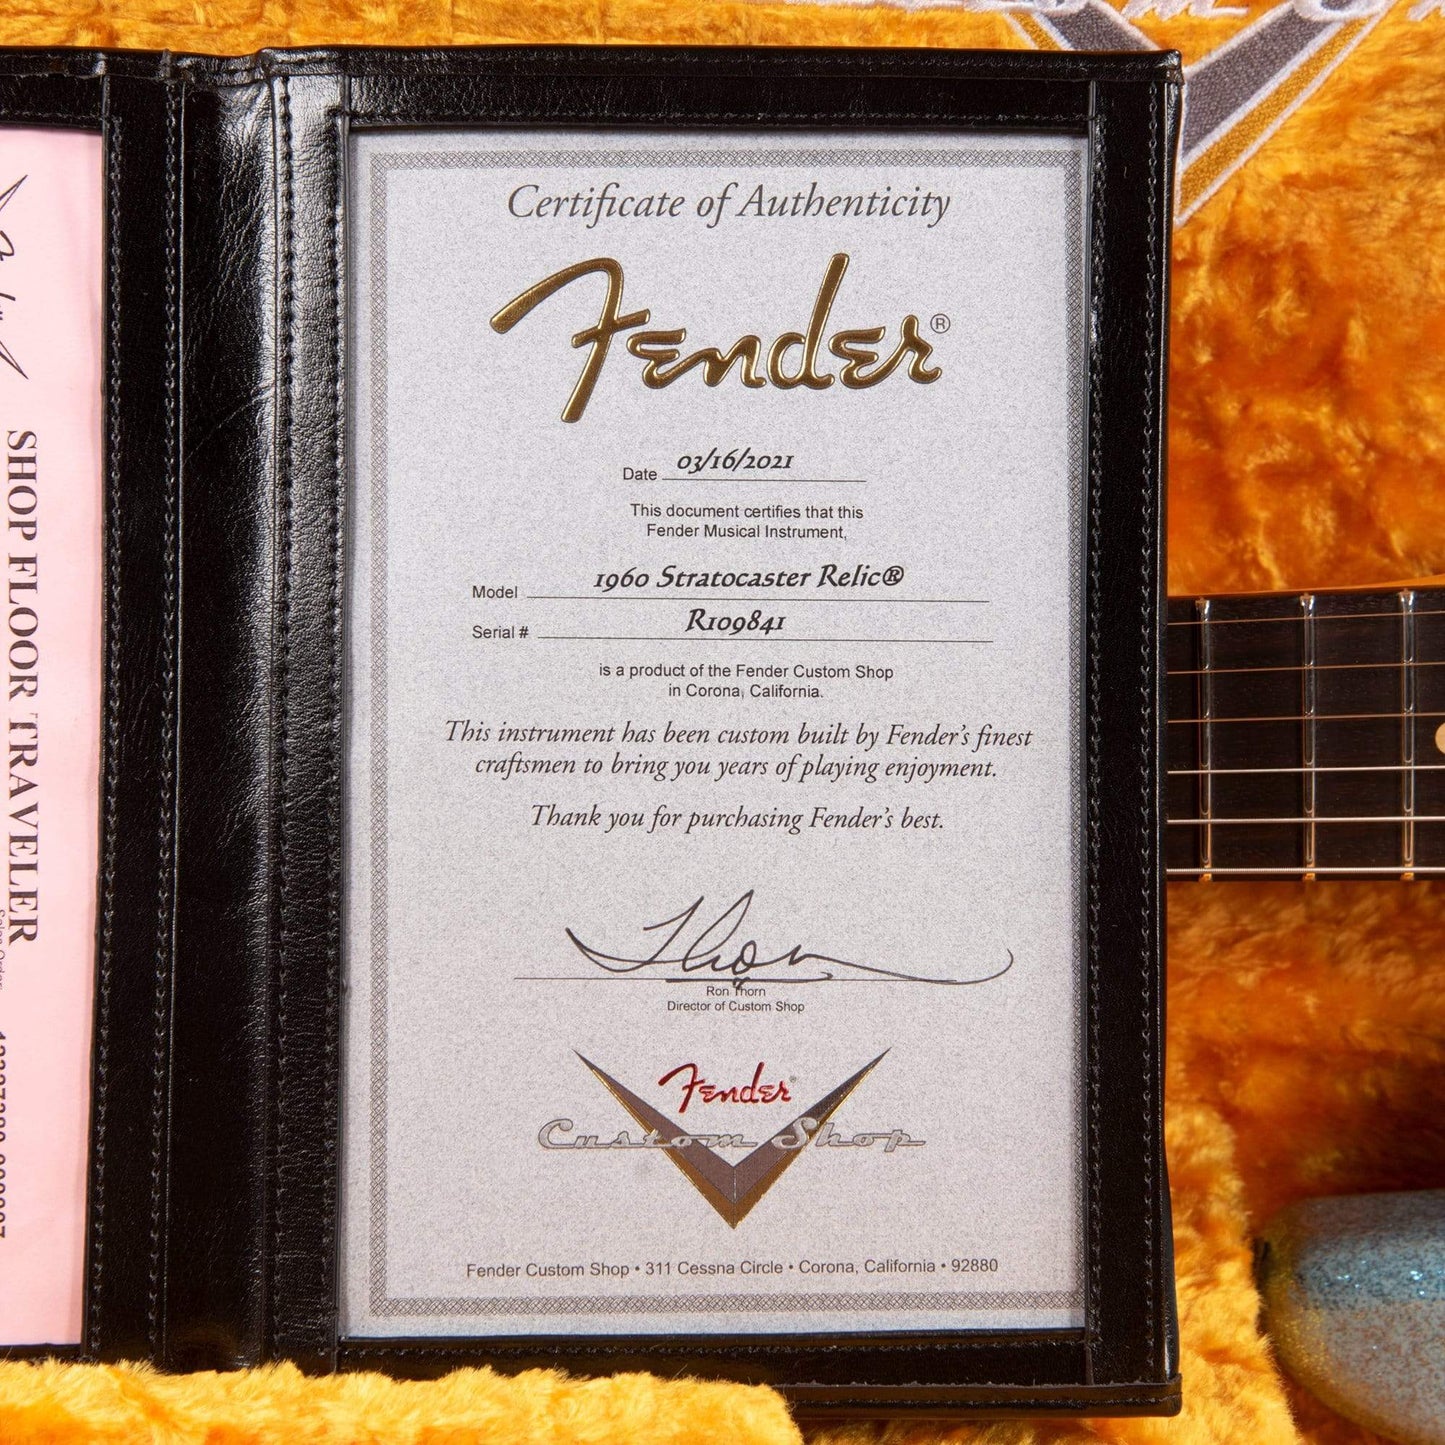 SHOP FLOOR TRAVELER
Certificate of Authenticity
Fender®
Date 03/16/2021
This document certifies that this
Fender Musical Instrument,
Model 1960 Stratocaster Relic®
Serial # R109841
is a product of the Fender Custom Shop
in Corona, California.
This instrument has been custom built by Fender's finest
craftsmen to bring you years of playing enjoyment.
Thank you for purchasing Fender's best.
Thorn
Ron Thorn
Director of Custom Shop
Fender®
Custom Shop
Fender Custom Shop • 311 Cessna Circle • Corona, California • 92880